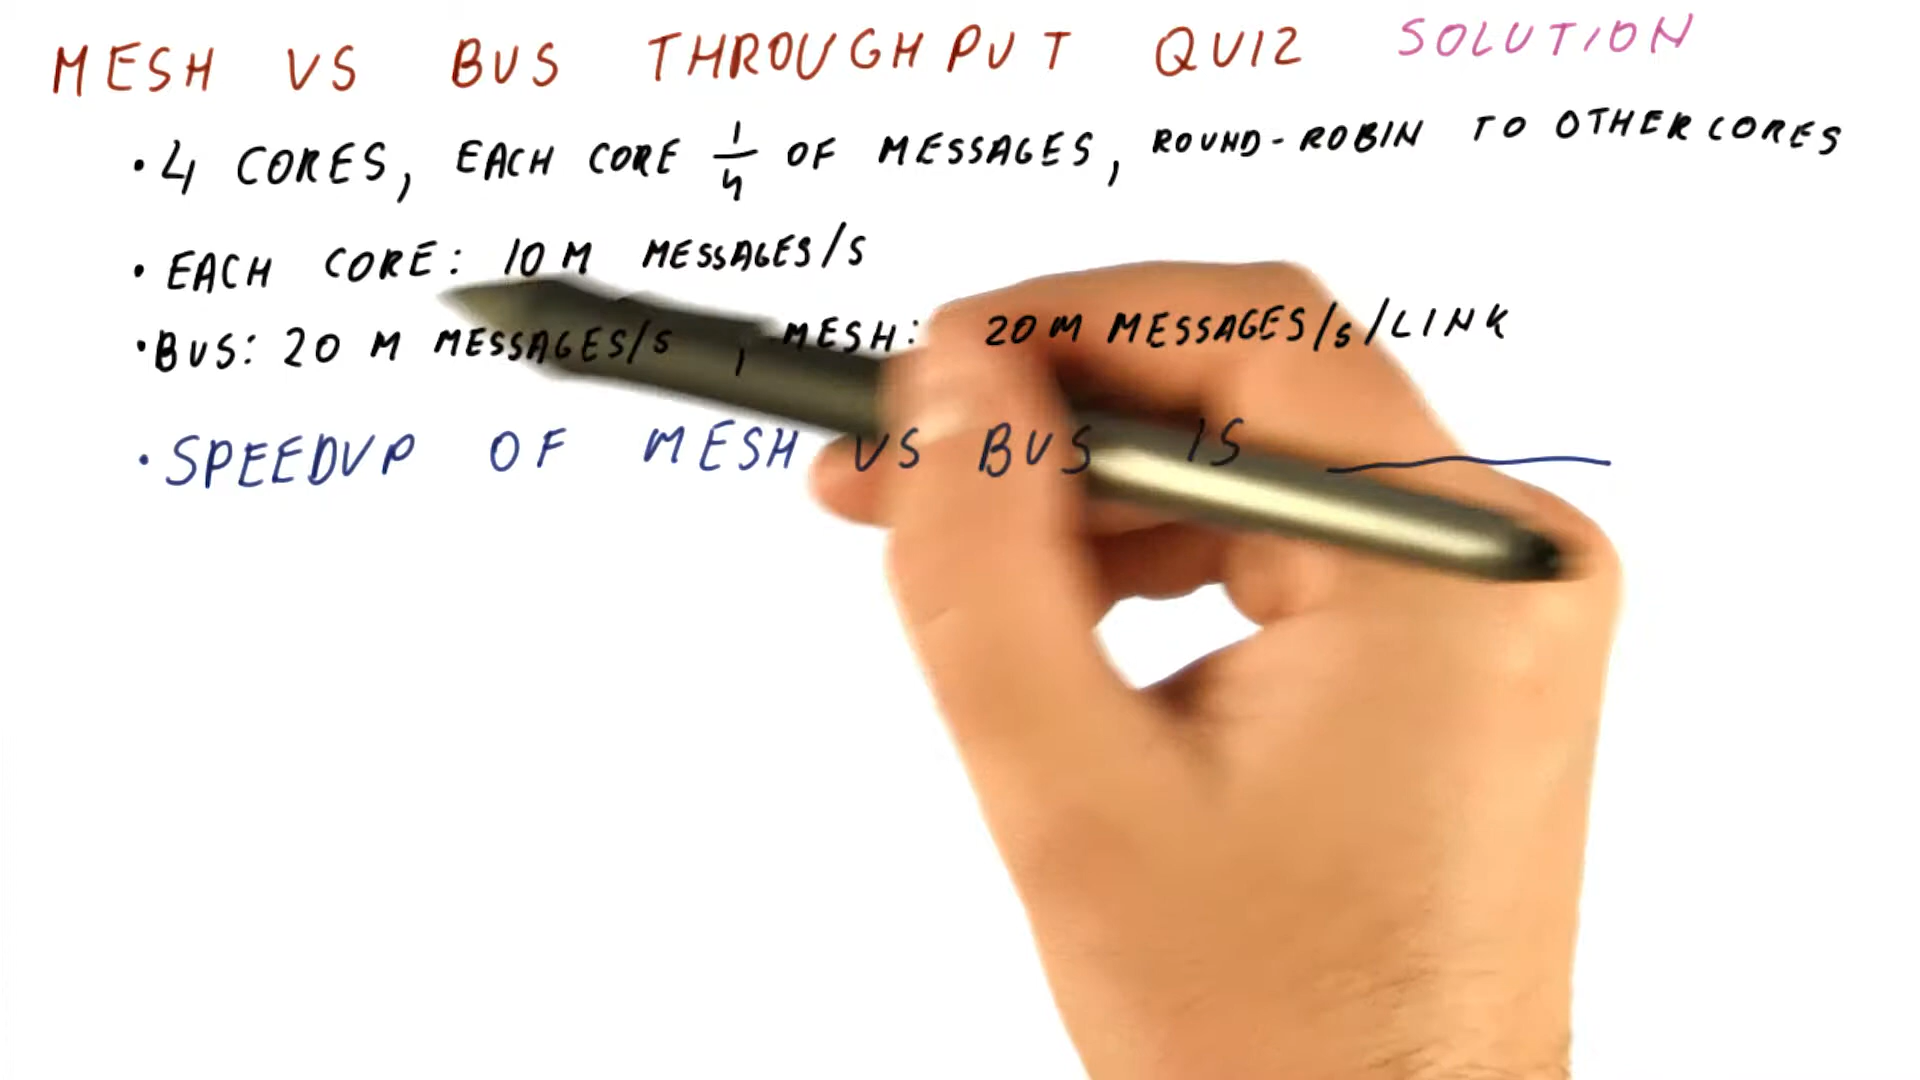 MESH VS BUS THROUGHPUT QUIZ SOLUTION
• 4 CORES, EACH CORE 1/4 OF MESSAGES, ROUND-ROBIN TO OTHER CORES
• EACH CORE: 10 M MESSAGES/S
• BUS: 20 M MESSAGES/S, MESH: 20 M MESSAGES/S/LINK
• SPEEDUP OF MESH VS BUS IS ____